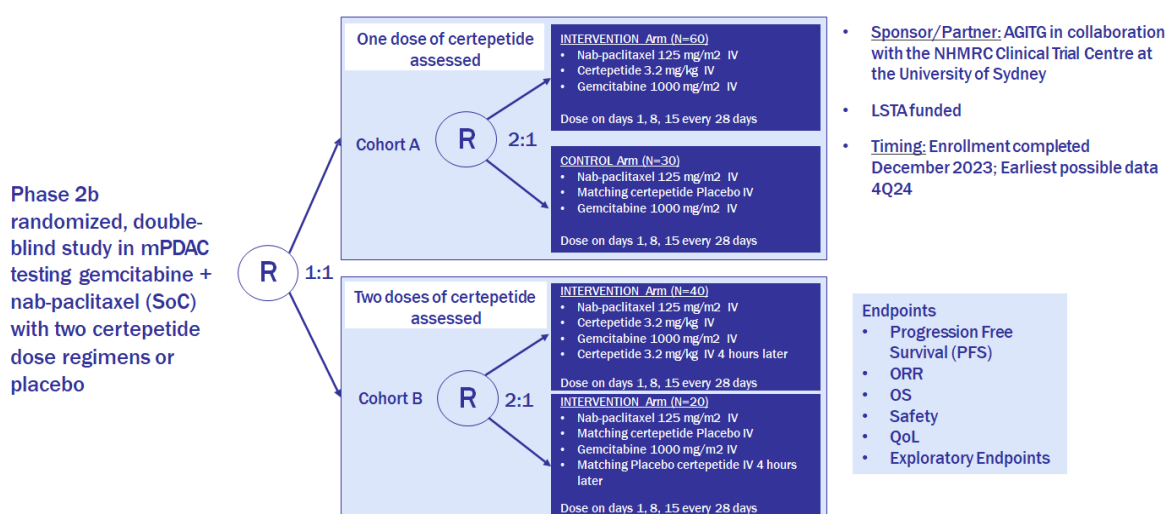 Phase 2b
randomized, double-
blind study in mPDAC
testing gemcitabine +
nab-paclitaxel (SoC)
with two certepetide
dose regimens or
placebo
R
1:1
One dose of certepetide
assessed
Cohort A
R
2:1
INTERVENTION Arm (N=60)
• Nab-paclitaxel 125 mg/m2 IV
• Certepetide 3.2 mg/kg IV
• Gemcitabine 1000 mg/m2 IV
Dose on days 1, 8, 15 every 28 days
CONTROL Arm (N=30)
• Nab-paclitaxel 125 mg/m2 IV
• Matching certepetide Placebo IV
• Gemcitabine 1000 mg/m2 IV
Dose on days 1, 8, 15 every 28 days
Two doses of certepetide
assessed
Cohort B
R
2:1
INTERVENTION Arm (N=40)
• Nab-paclitaxel 125 mg/m2 IV
• Certepetide 3.2 mg/kg IV
• Gemcitabine 1000 mg/m2 IV
• Certepetide 3.2 mg/kg IV 4 hours later
Dose on days 1, 8, 15 every 28 days
INTERVENTION Arm (N=20)
• Nab-paclitaxel 125 mg/m2 IV
• Matching certepetide Placebo IV
• Gemcitabine 1000 mg/m2 IV
• Matching Placebo certepetide IV 4 hours
later
Dose on days 1, 8, 15 every 28 days
• Sponsor/Partner: AGITG in collaboration
with the NHMRC Clinical Trial Centre at
the University of Sydney
• LSTA funded
• Timing: Enrollment completed
December 2023; Earliest possible data
4Q24
Endpoints
• Progression Free
Survival (PFS)
• ORR
• OS
• Safety
• QoL
• Exploratory Endpoints